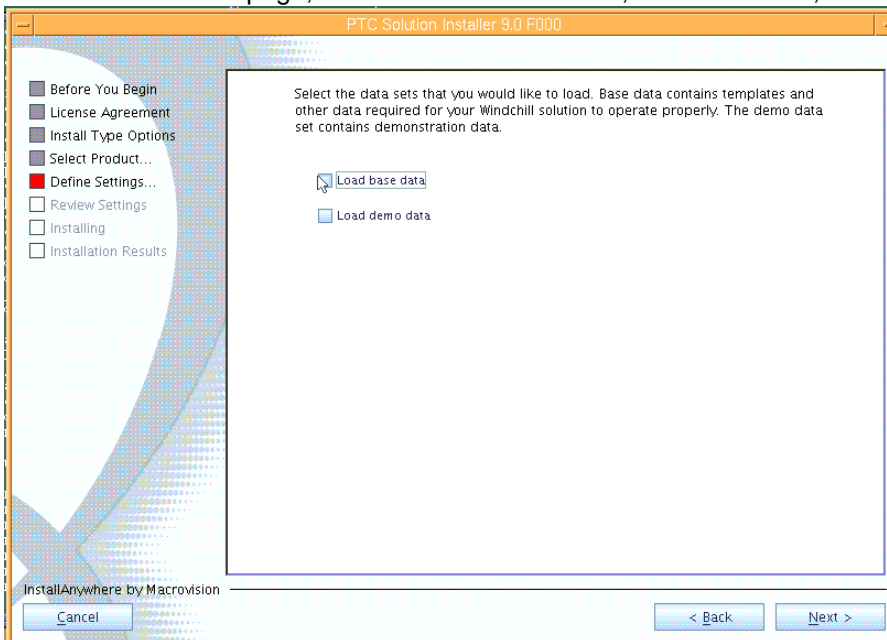 PTC Solution Installer 9.0 F000
Before You Begin
License Agreement
Install Type Options
Select Product...
Define Settings...
Review Settings
Installing
Installation Results
Select the data sets that you would like to load. Base data contains templates and
other data required for your Windchill solution to operate properly. The demo data
set contains demonstration data.
Load base data
Load demo data
InstallAnywhere by Macrovision
Cancel
< Back
Next >